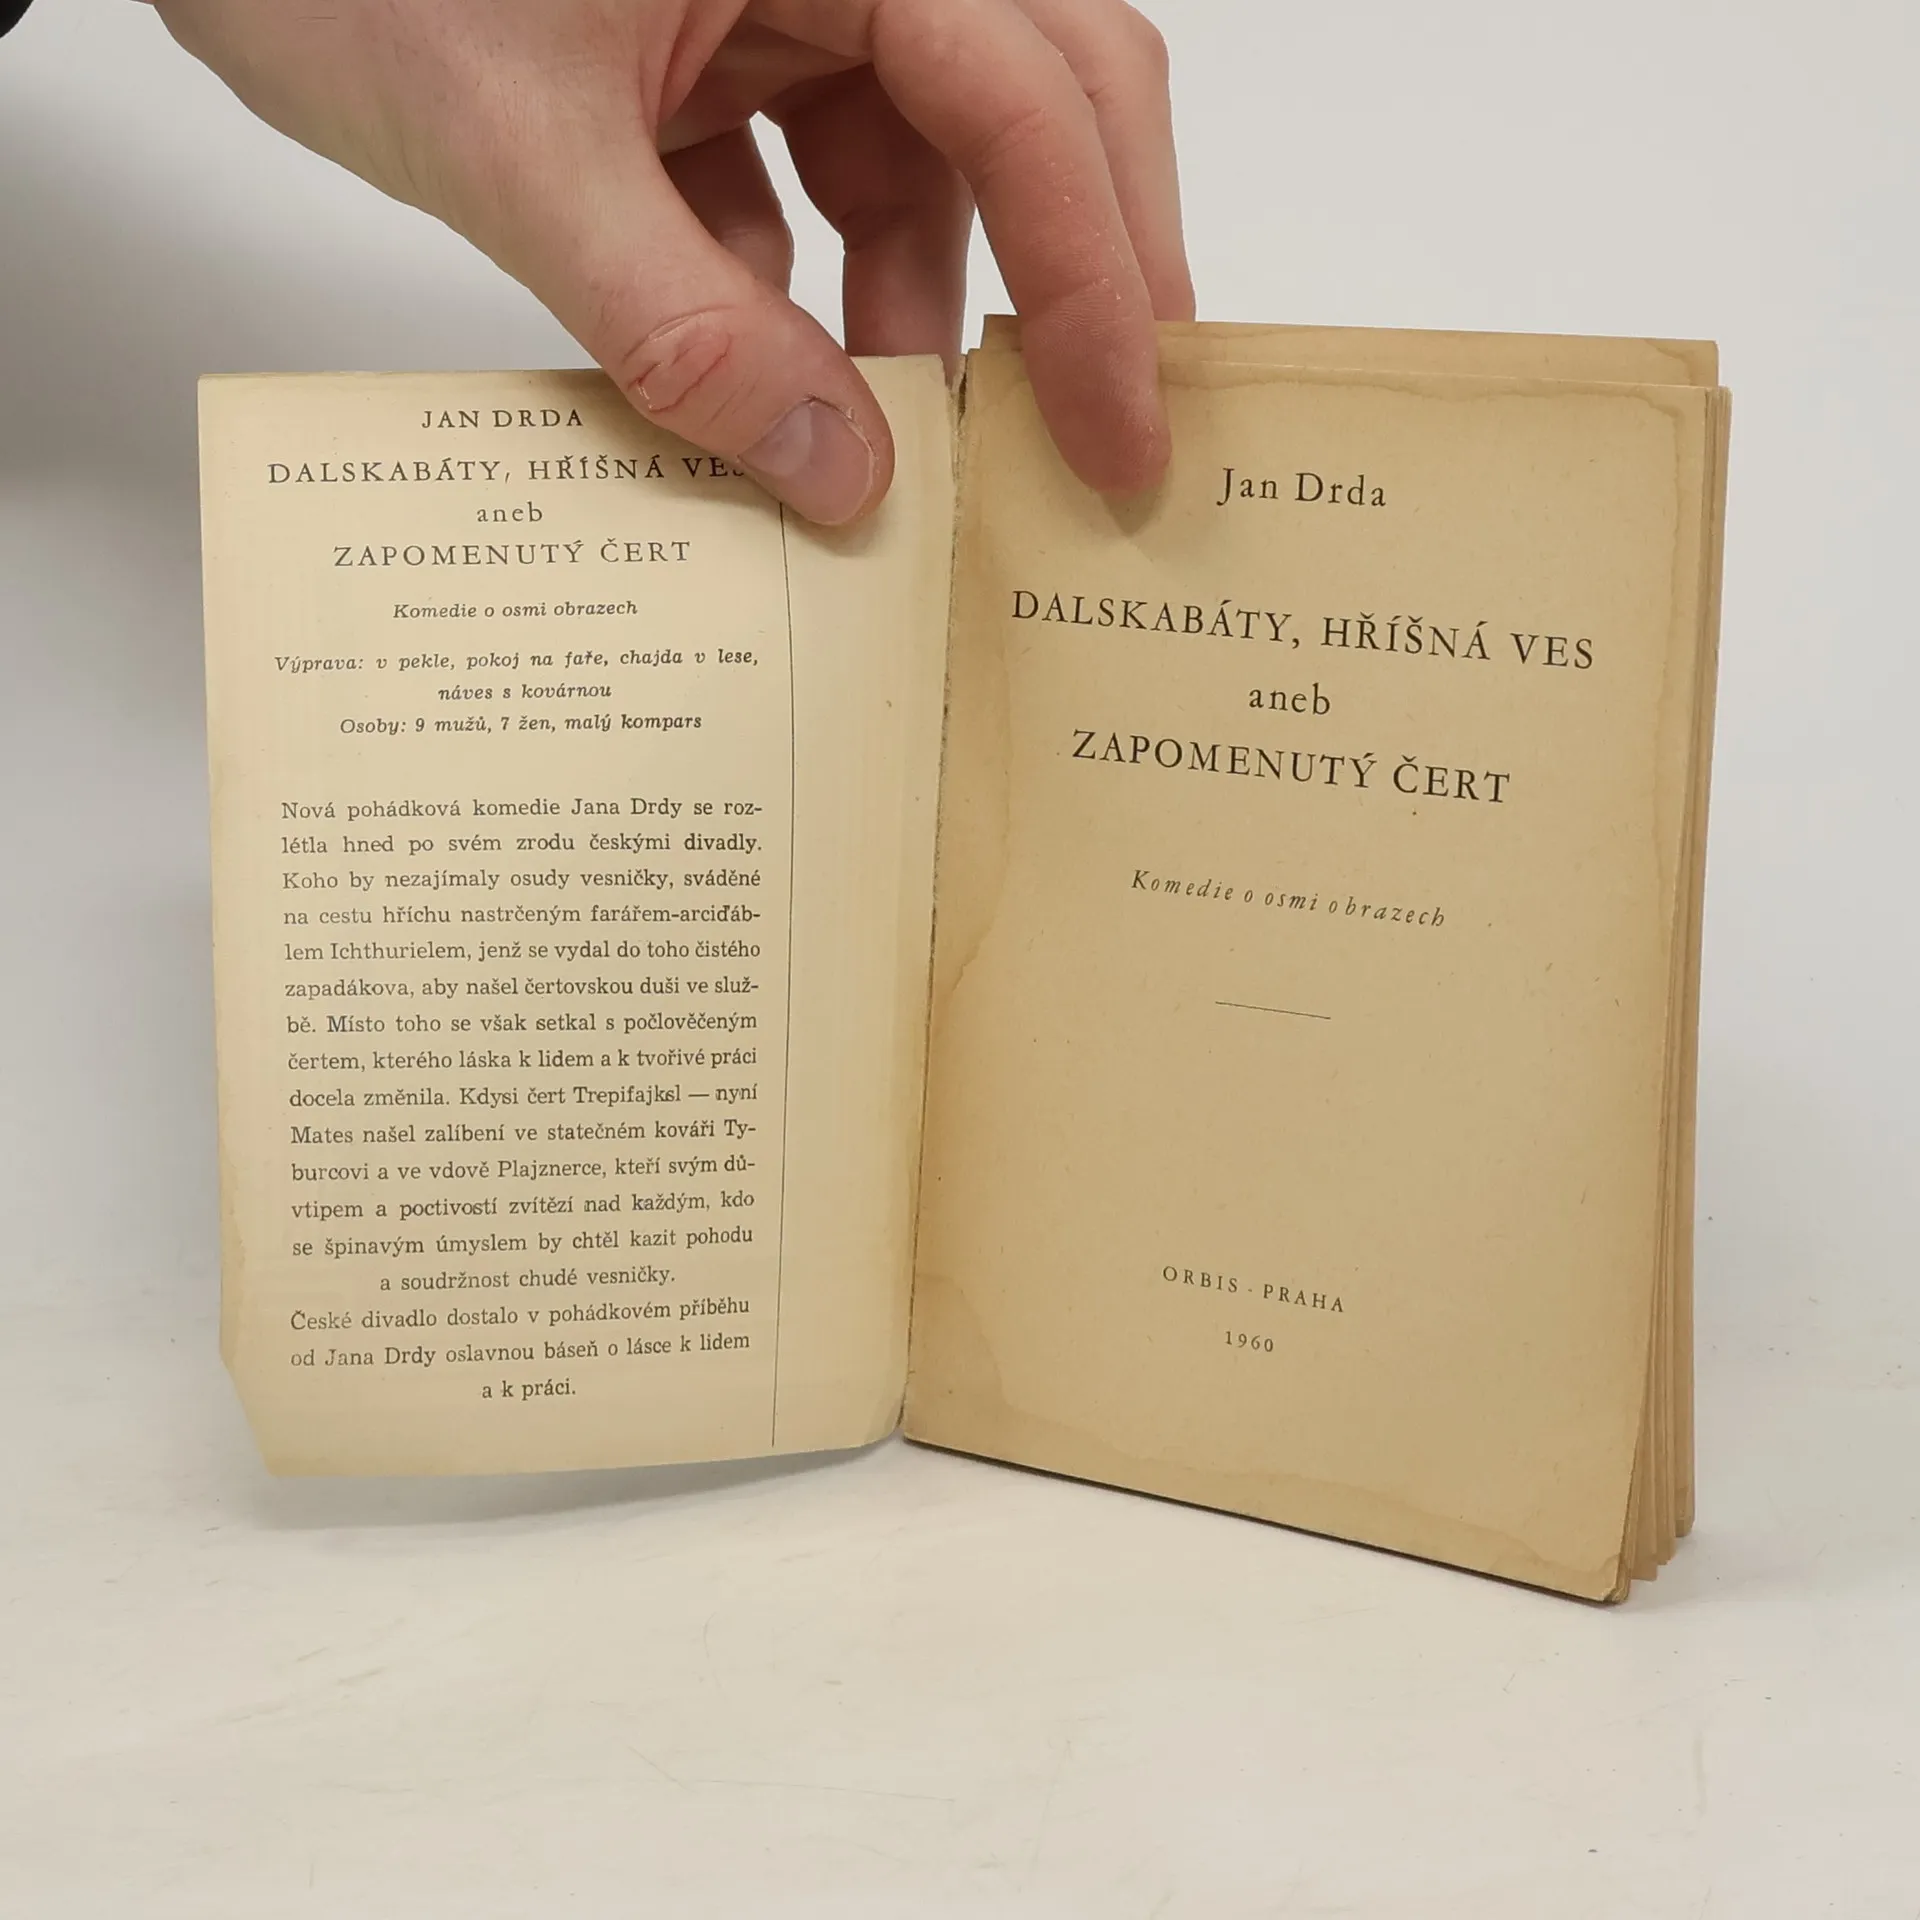 JAN DRDA
DALSKABÁTY, HŘÍŠNÁ VES
aneb
ZAPOMENUTÝ ČERT
Komedie o osmi obrazech
Výprava: v pekle, pokoj na faře, chajda v lese,
náves s kovárnou
Osoby: 9 mužů, 7 žen, malý kompars
Nová pohádková komedie Jana Drdy se roz-
létla hned po svém zrodu českými divadly.
Koho by nezajímaly osudy vesničky, sváděné
na cestu hříchu nastrčeným farářem-arciďáb-
lem Ichthurielem, jenž se vydal do toho čistého
zapadákova, aby našel čertovskou duši ve služ-
bě. Místo toho se však setkal s počlověčeným
čertem, kterého láska k lidem a k tvořivé práci
docela změnila. Kdysi čert Trepifajksl — nyní
Mates našel zalíbení ve statečném kováři Ty-
burcovi a ve vdově Plajznerce, kteří svým dů-
vtipem a poctivostí zvítězí nad každým, kdo
se špinavým úmyslem by chtěl kazit pohodu
a soudržnost chudé vesničky.
České divadlo dostalo v pohádkovém příběhu
od Jana Drdy oslavnou báseň o lásce k lidem
a k práci.
Jan Drda
DALSKABÁTY, HŘÍŠNÁ VES
aneb
ZAPOMENUTÝ ČERT
Komedie o osmi obrazech
ORBIS - PRAHA
1960